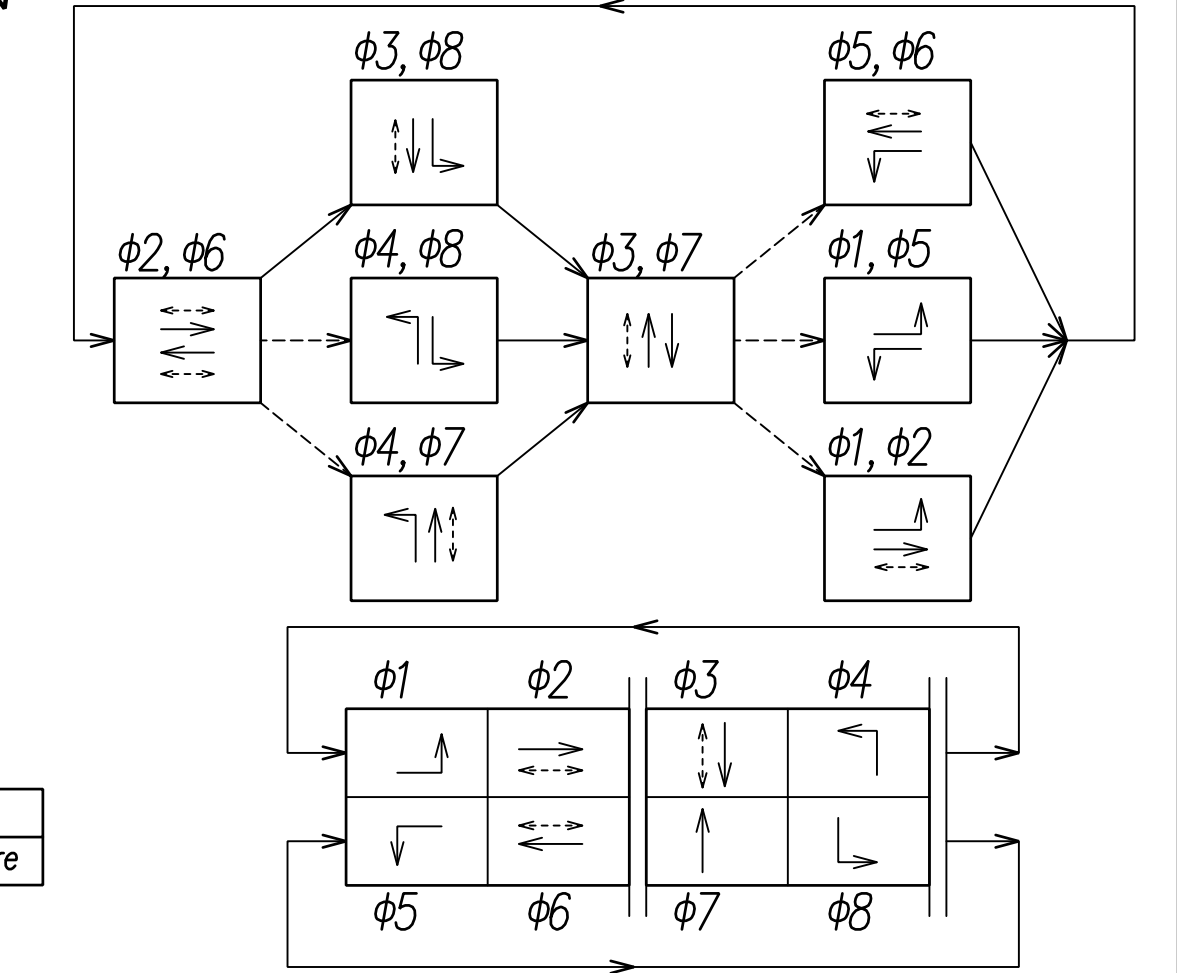 ϕ3, ϕ8
ϕ5, ϕ6
ϕ2, ϕ6
ϕ4, ϕ8
ϕ3, ϕ7
ϕ1, ϕ5
ϕ4, ϕ7
ϕ1, ϕ2
ϕ1 ϕ2 ϕ3 ϕ4
re
ϕ5 ϕ6 ϕ7 ϕ8